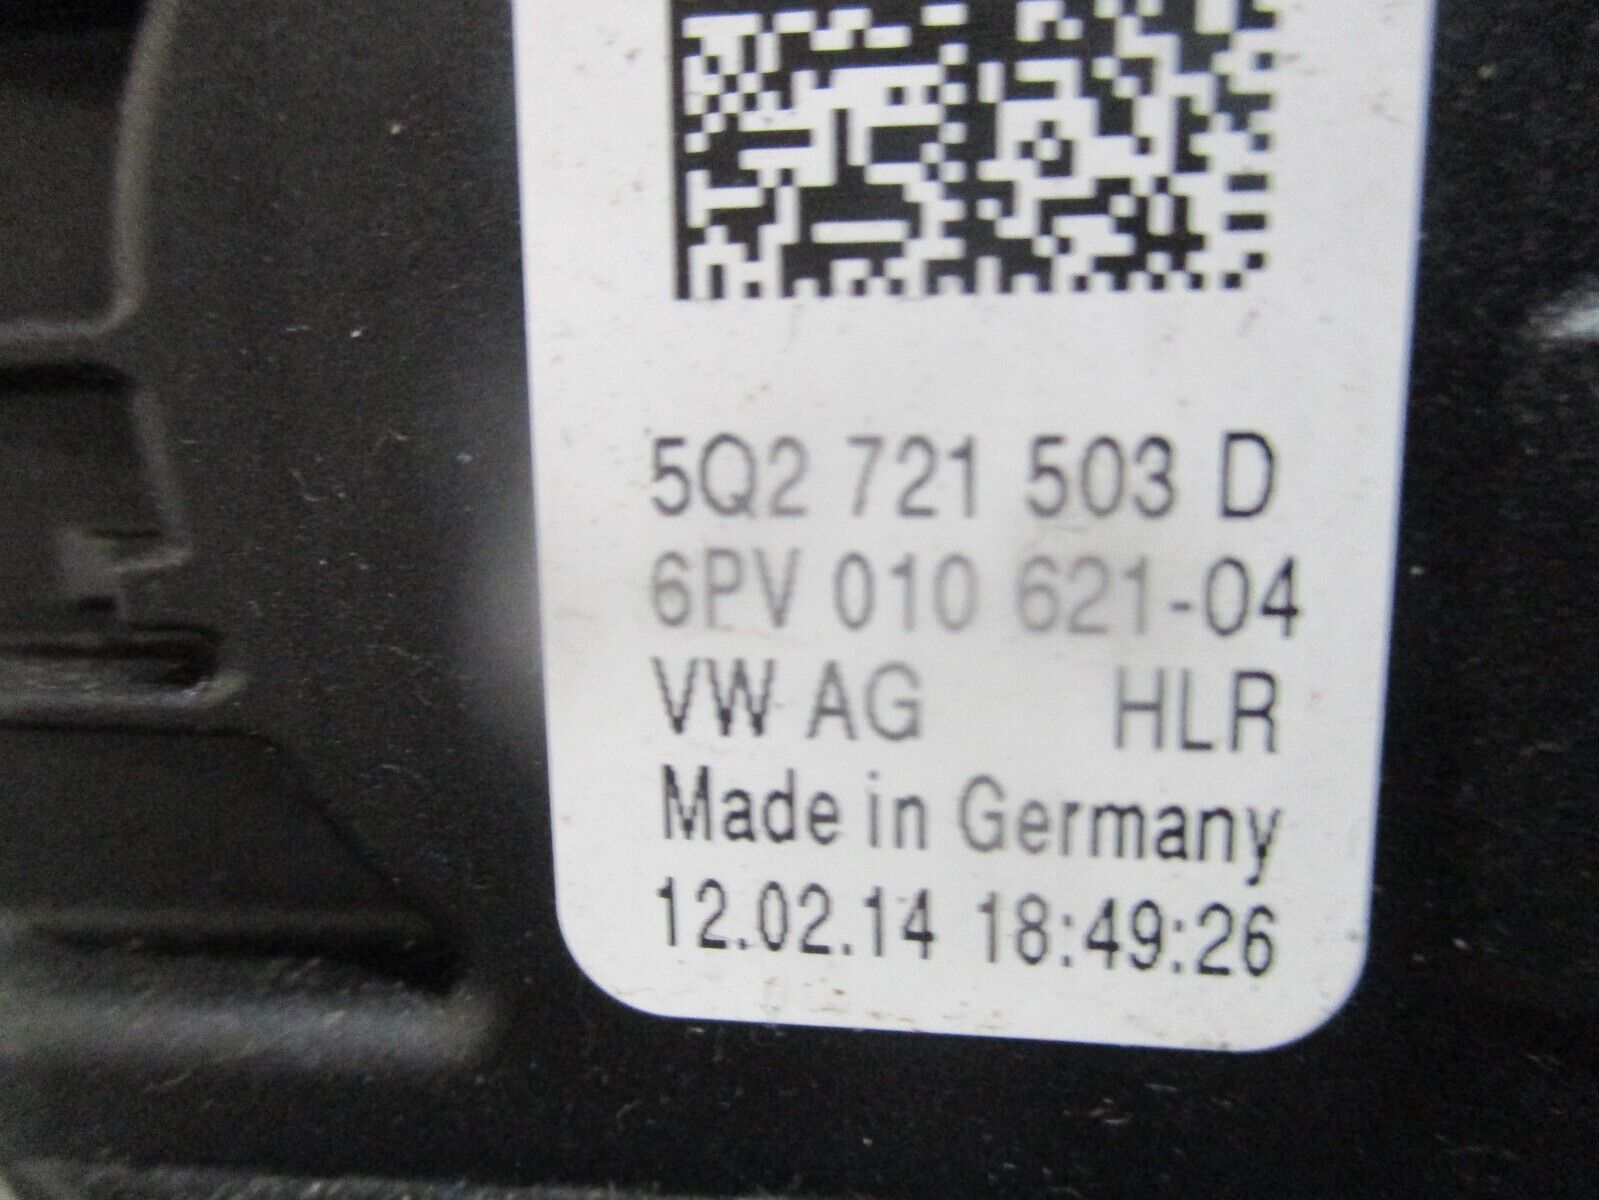 5Q2 721 503 D
6PV 010 621-04
VW AG HLR
Made in Germany
12.02.14 18:49:26